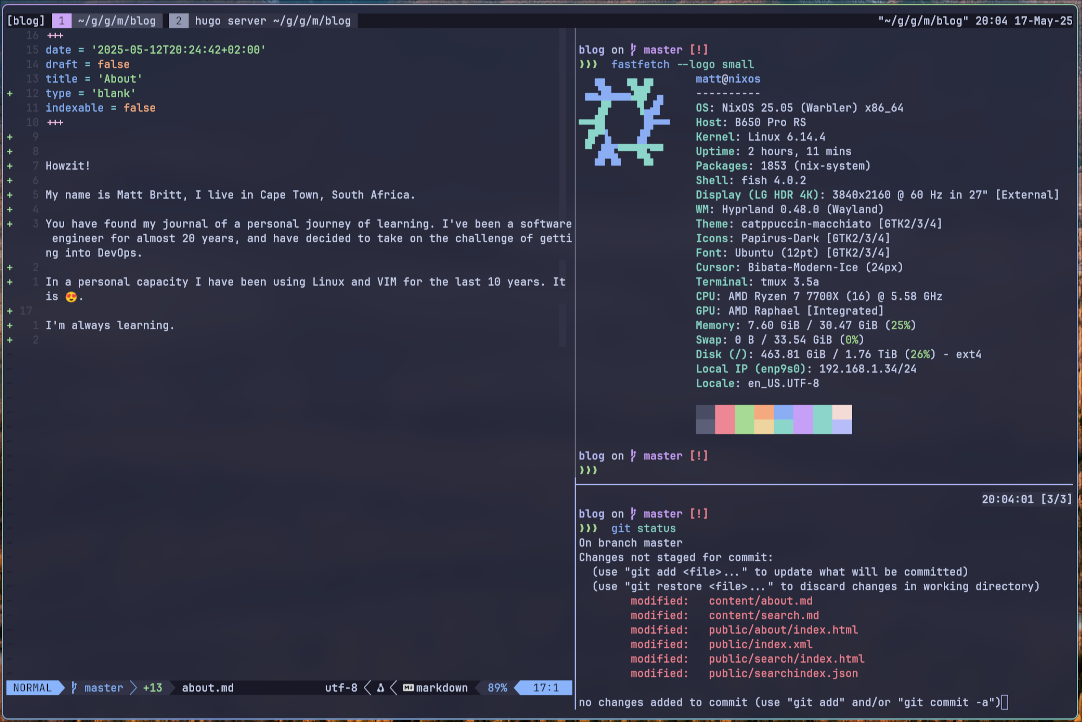 [blog] 1 ~/g/g/m/blog 2 hugo server ~/g/g/m/blog "~/g/g/m/blog" 20:04 17-May-25
16 +++
15 date = '2025-05-12T20:24:42+02:00'
14 draft = false
13 title = 'About'
+ 12 type = 'blank'
11 indexable = false
10 +++
+ 9
+ 8
+ 7 Howzit!
+ 6
+ 5 My name is Matt Britt, I live in Cape Town, South Africa.
+ 4
+ 3 You have found my journal of a personal journey of learning. I've been a software
engineer for almost 20 years, and have decided to take on the challenge of getti
ng into DevOps.
+ 2
+ 1 In a personal capacity I have been using Linux and VIM for the last 10 years. It
is 😍.
+ 17
+ 1 I'm always learning.
+ 2
NORMAL master +13 about.md utf-8 markdown 89% 17:1
blog on master [!]
❫❫❫ fastfetch --logo small
matt@nixos
----------
OS: NixOS 25.05 (Warbler) x86_64
Host: B650 Pro RS
Kernel: Linux 6.14.4
Uptime: 2 hours, 11 mins
Packages: 1853 (nix-system)
Shell: fish 4.0.2
Display (LG HDR 4K): 3840x2160 @ 60 Hz in 27" [External]
WM: Hyprland 0.48.0 (Wayland)
Theme: catppuccin-macchiato [GTK2/3/4]
Icons: Papirus-Dark [GTK2/3/4]
Font: Ubuntu (12pt) [GTK2/3/4]
Cursor: Bibata-Modern-Ice (24px)
Terminal: tmux 3.5a
CPU: AMD Ryzen 7 7700X (16) @ 5.58 GHz
GPU: AMD Raphael [Integrated]
Memory: 7.60 GiB / 30.47 GiB (25%)
Swap: 0 B / 33.54 GiB (0%)
Disk (/): 463.81 GiB / 1.76 TiB (26%) - ext4
Local IP (enp9s0): 192.168.1.34/24
Locale: en_US.UTF-8
blog on master [!]
❫❫❫
20:04:01 [3/3]
blog on master [!]
❫❫❫ git status
On branch master
Changes not staged for commit:
(use "git add <file>..." to update what will be committed)
(use "git restore <file>..." to discard changes in working directory)
modified: content/about.md
modified: content/search.md
modified: public/about/index.html
modified: public/index.xml
modified: public/search/index.html
modified: public/searchindex.json
no changes added to commit (use "git add" and/or "git commit -a")